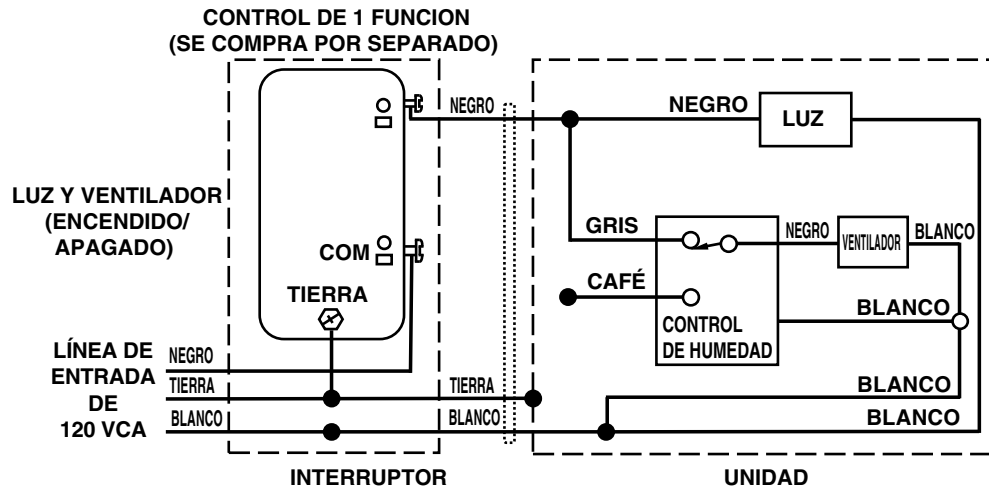 CONTROL DE 1 FUNCION
(SE COMPRA POR SEPARADO)
NEGRO
NEGRO
LUZ
LUZ Y VENTILADOR
(ENCENDIDO/
APAGADO)
COM
TIERRA
GRIS
NEGRO
VENTILADOR
BLANCO
CAFÉ
CONTROL
DE HUMEDAD
BLANCO
LÍNEA DE
ENTRADA
DE
120 VCA
NEGRO
TIERRA
BLANCO
TIERRA
BLANCO
BLANCO
BLANCO
INTERRUPTOR
UNIDAD